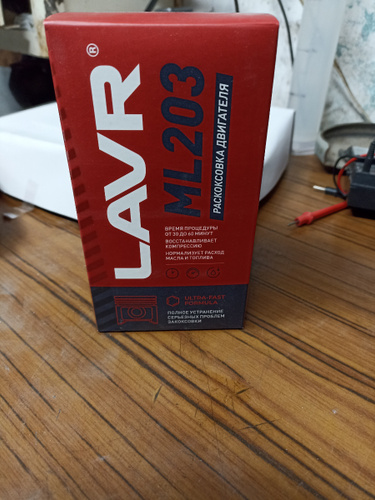 LAVR®
ML203
РАСКОКСОВКА ДВИГАТЕЛЯ
ВРЕМЯ ПРОЦЕДУРЫ
ОТ 30 ДО 60 МИНУТ
ВОССТАНАВЛИВАЕТ
КОМПРЕССИЮ
НОРМАЛИЗУЕТ РАСХОД
МАСЛА И ТОПЛИВА
ULTRA-FAST
FORMULA
ПОЛНОЕ УСТРАНЕНИЕ
СЕРЬЕЗНЫХ ПРОБЛЕМ
ЗАКОКСОВКИ